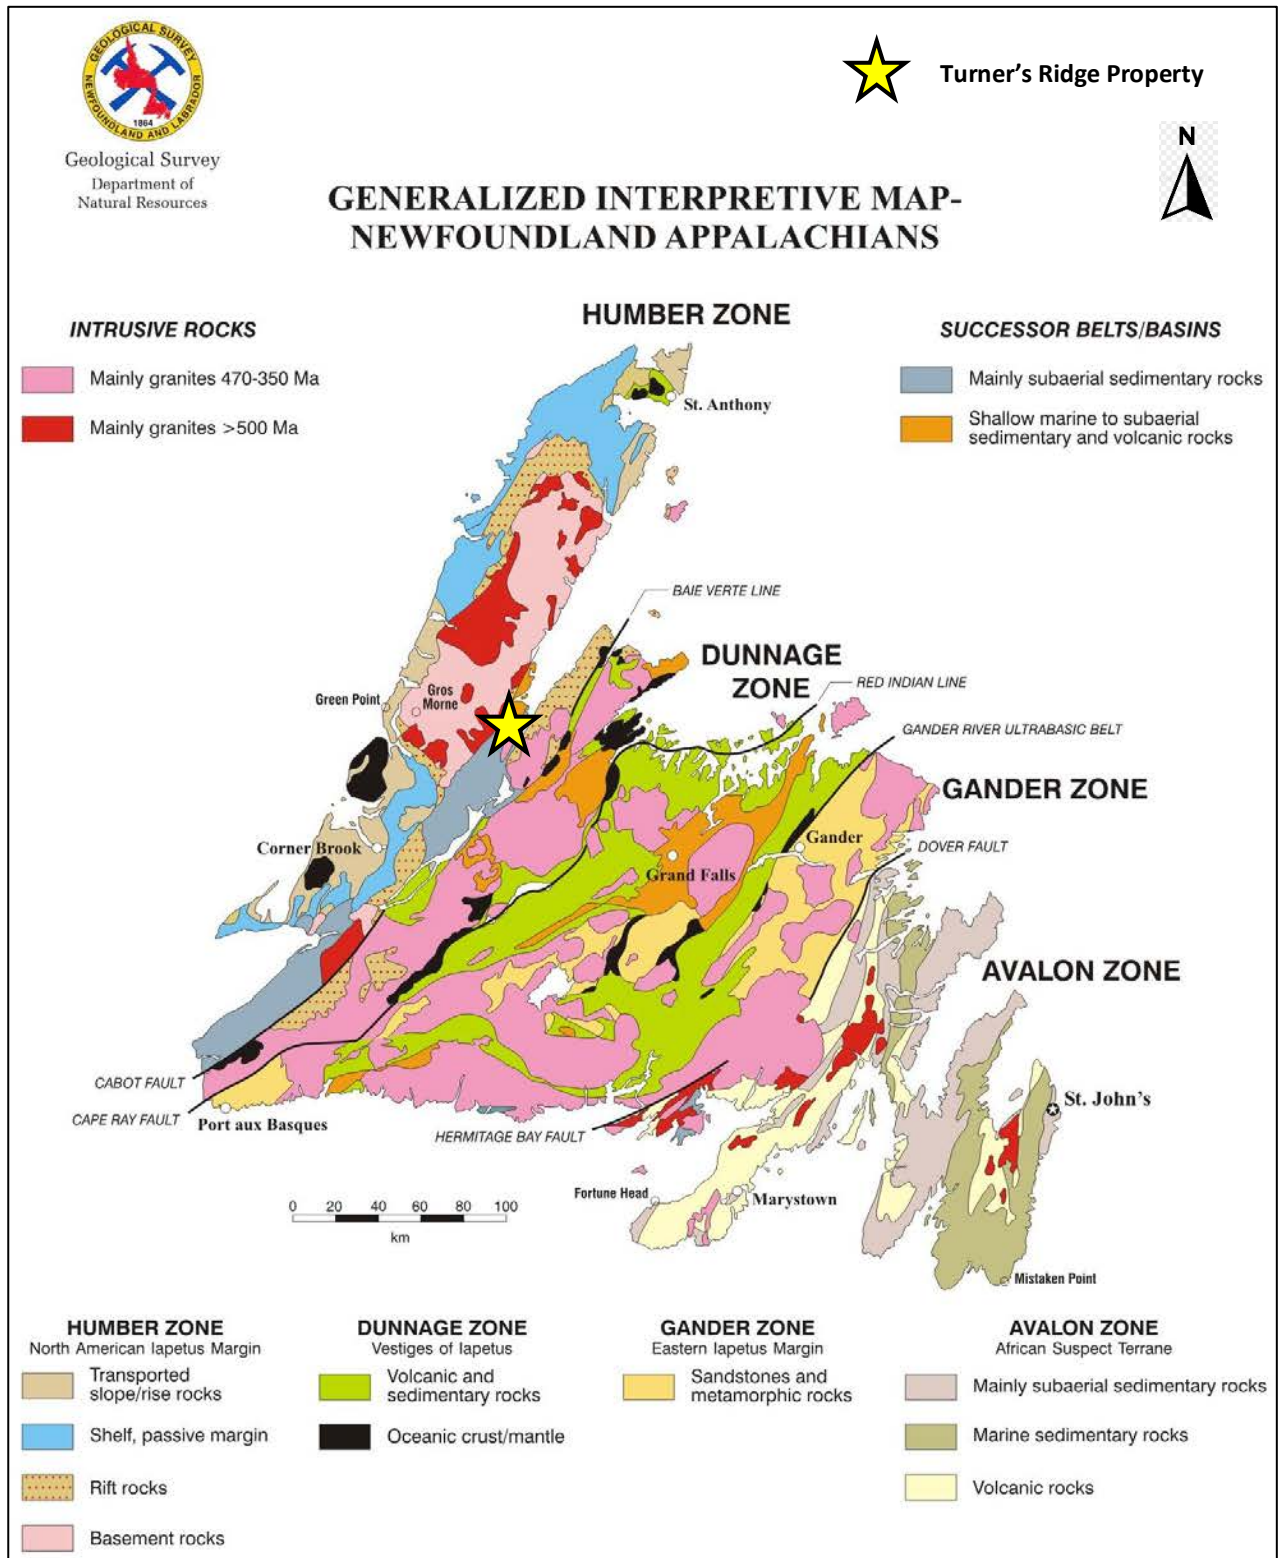 GEOLOGICAL SURVEY
NEWFOUNDLAND AND LABRADOR
1864
Geological Survey
Department of
Natural Resources
Turner's Ridge Property
N
GENERALIZED INTERPRETIVE MAP-
NEWFOUNDLAND APPALACHIANS
INTRUSIVE ROCKS
Mainly granites 470-350 Ma
Mainly granites >500 Ma
SUCCESSOR BELTS/BASINS
Mainly subaerial sedimentary rocks
Shallow marine to subaerial
sedimentary and volcanic rocks
HUMBER ZONE
St. Anthony
BAIE VERTE LINE
DUNNAGE
ZONE
RED INDIAN LINE
Green Point
Gros
Morne
GANDER RIVER ULTRABASIC BELT
GANDER ZONE
Corner Brook
Gander
DOVER FAULT
Grand Falls
AVALON ZONE
CABOT FAULT
CAPE RAY FAULT
Port aux Basques
HERMITAGE BAY FAULT
St. John's
Fortune Head
Marystown
Mistaken Point
0 20 40 60 80 100
km
HUMBER ZONE
North American Iapetus Margin
Transported
slope/rise rocks
Shelf, passive margin
Rift rocks
Basement rocks
DUNNAGE ZONE
Vestiges of Iapetus
Volcanic and
sedimentary rocks
Oceanic crust/mantle
GANDER ZONE
Eastern Iapetus Margin
Sandstones and
metamorphic rocks
AVALON ZONE
African Suspect Terrane
Mainly subaerial sedimentary rocks
Marine sedimentary rocks
Volcanic rocks